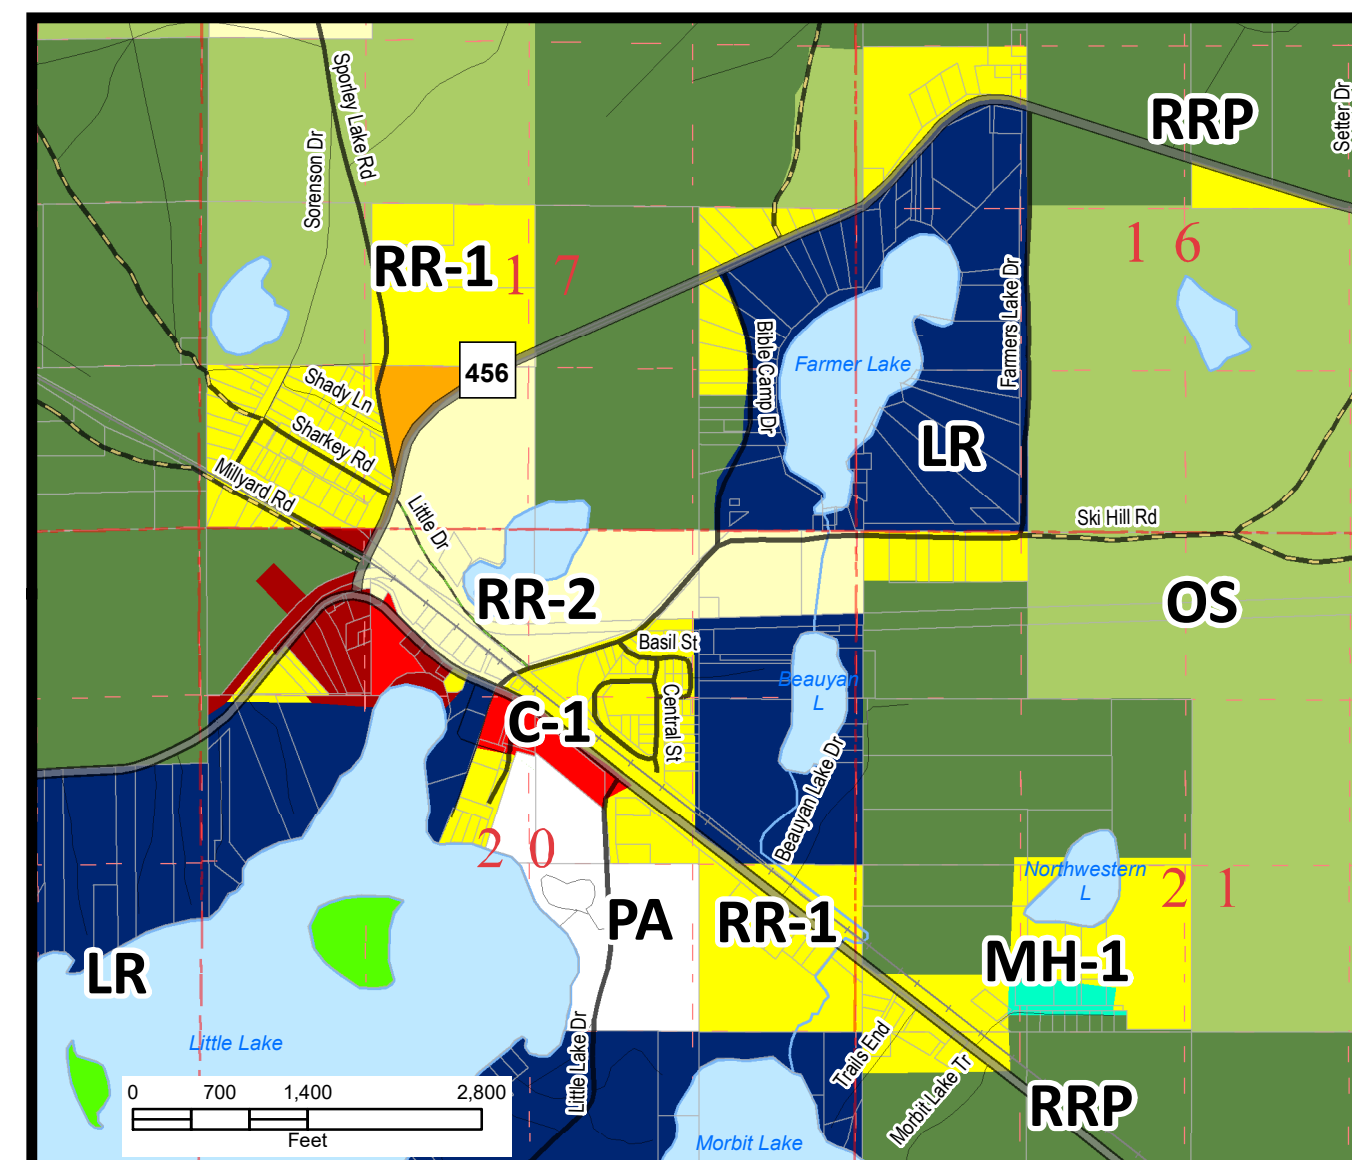 Sporley Lake Rd
Sorenson Dr
RRP
Setter Dr
RR-1
1 7
1 6
456
Farmer Lake
Farmers Lake Dr
Bible Camp Dr
Shady Ln
Sharkey Rd
Millyard Rd
LR
Little Dr
Ski Hill Rd
RR-2
OS
Basil St
Central St
C-1
Beauyan
L
Beauyan Lake Dr
2 0
Northwestern
L
2 1
PA
RR-1
MH-1
LR
Little Lake
Little Lake Dr
Trails End
Morbit Lake Tr
RRP
Morbit Lake
0 700 1,400 2,800
Feet